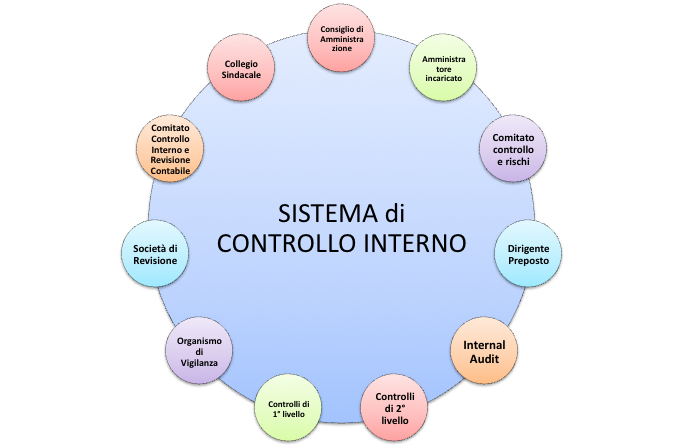 Consiglio di
Amministra
zione
Amministra
tore
incaricato
Comitato
controllo
e rischi
Dirigente
Preposto
Internal
Audit
Controlli
di 2°
livello
Controlli di
1° livello
Organismo
di
Vigilanza
Società di
Revisione
Comitato
Controllo
Interno e
Revisione
Contabile
Collegio
Sindacale
SISTEMA di
CONTROLLO INTERNO